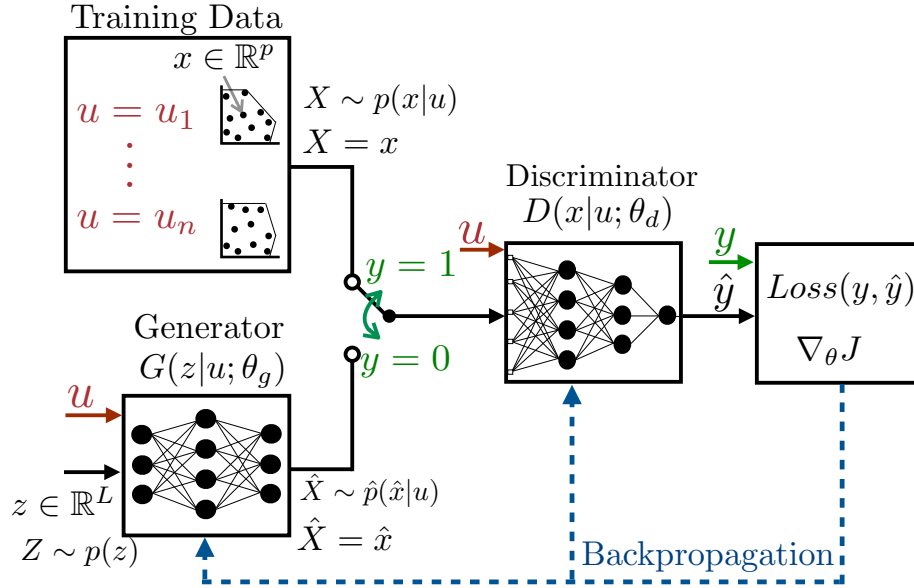 Training Data
x ∈ ℝ^p
u = u_1
⋮
u = u_n
X ∼ p(x|u)
X = x
Discriminator
D(x|u; θ_d)
u
y
ŷ
Loss(y, ŷ)
∇_θ J
y = 1
y = 0
Generator
G(z|u; θ_g)
u
z ∈ ℝ^L
Z ∼ p(z)
X̂ ∼ p̂(x̂|u)
X̂ = x̂
Backpropagation